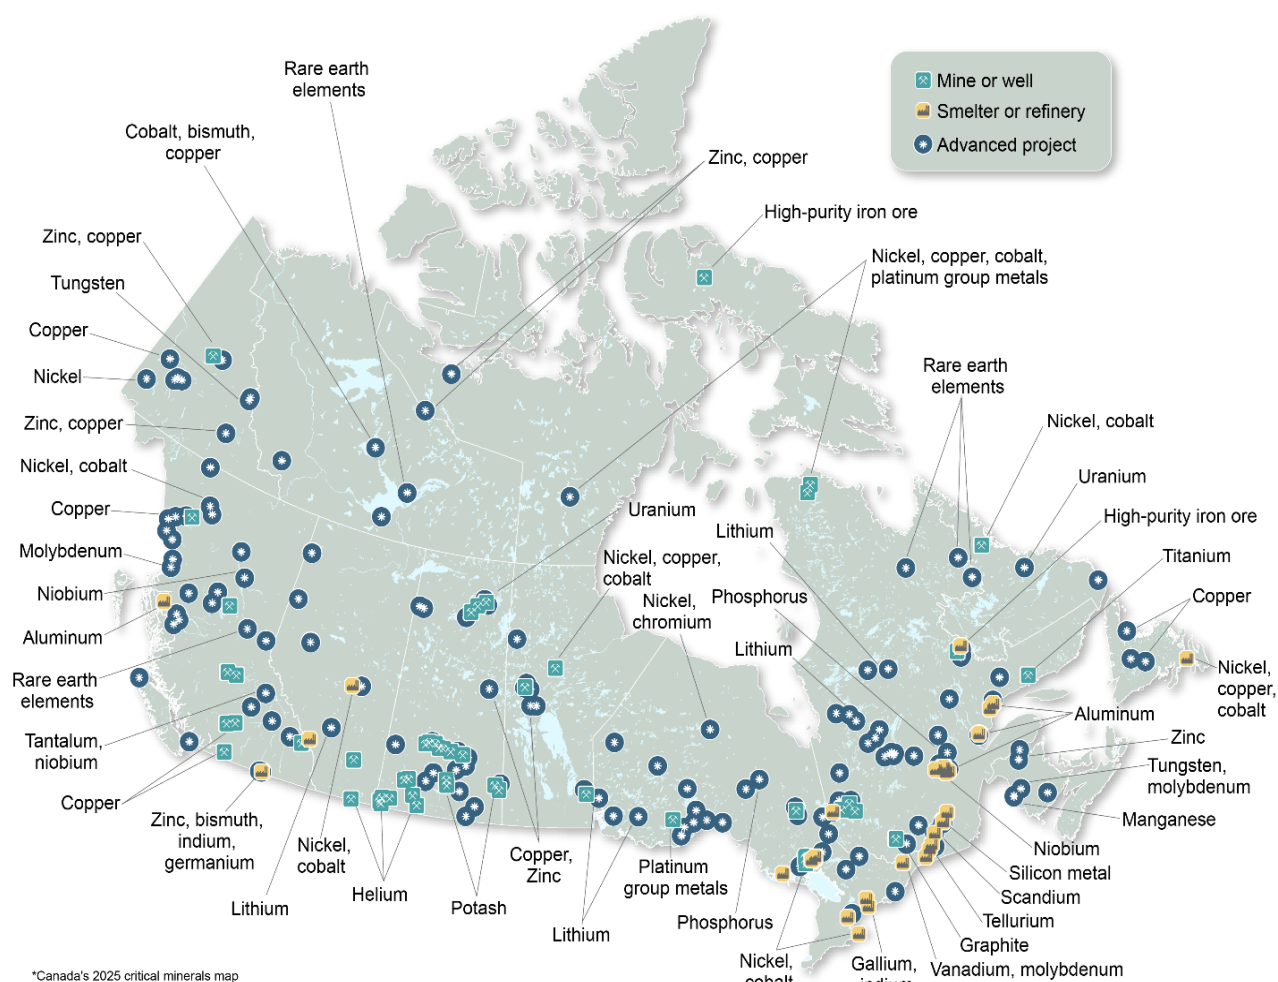 Rare earth
elements
Mine or well
Smelter or refinery
Advanced project
Cobalt, bismuth,
copper
Zinc, copper
High-purity iron ore
Zinc, copper
Nickel, copper, cobalt,
platinum group metals
Tungsten
Copper
Rare earth
elements
Nickel
Nickel, cobalt
Zinc, copper
Nickel, cobalt
Uranium
Copper
Uranium
High-purity iron ore
Lithium
Molybdenum
Nickel, copper,
cobalt
Titanium
Niobium
Nickel,
chromium
Phosphorus
Copper
Aluminum
Lithium
Rare earth
elements
Nickel,
copper,
cobalt
Aluminum
Tantalum,
niobium
Zinc
Tungsten,
molybdenum
Copper
Manganese
Zinc, bismuth,
indium,
germanium
Nickel,
cobalt
Copper,
Zinc
Niobium
Platinum
group metals
Silicon metal
Helium
Scandium
Lithium
Potash
Phosphorus
Tellurium
Lithium
Graphite
Nickel,
cobalt
Gallium,
indium
Vanadium, molybdenum
*Canada's 2025 critical minerals map